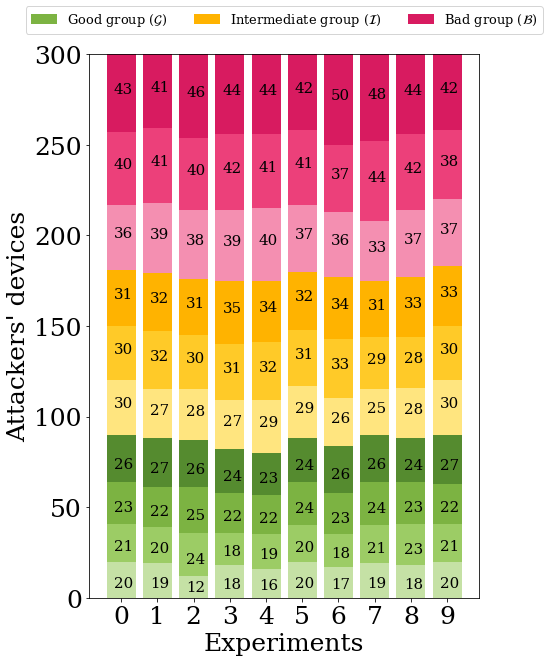 Good group (𝒢) Intermediate group (ℐ) Bad group (ℬ)
300
43 41 46 44 44 42 50 48 44 42
250
40 41 40 42 41 41 37 44 42 38
200
36 39 38 39 40 37 36 33 37 37
31 32 31 35 34 32 34 31 33 33
150
30 32 30 31 32 31 33 29 28 30
30 27 28 27 29 29 26 25 28 30
100
26 27 26 24 23 24 26 26 24 27
50
23 22 25 22 22 24 23 24 23 22
21 20 24 18 19 20 18 21 23 21
20 19 12 18 16 20 17 19 18 20
0
Attackers' devices
0 1 2 3 4 5 6 7 8 9
Experiments